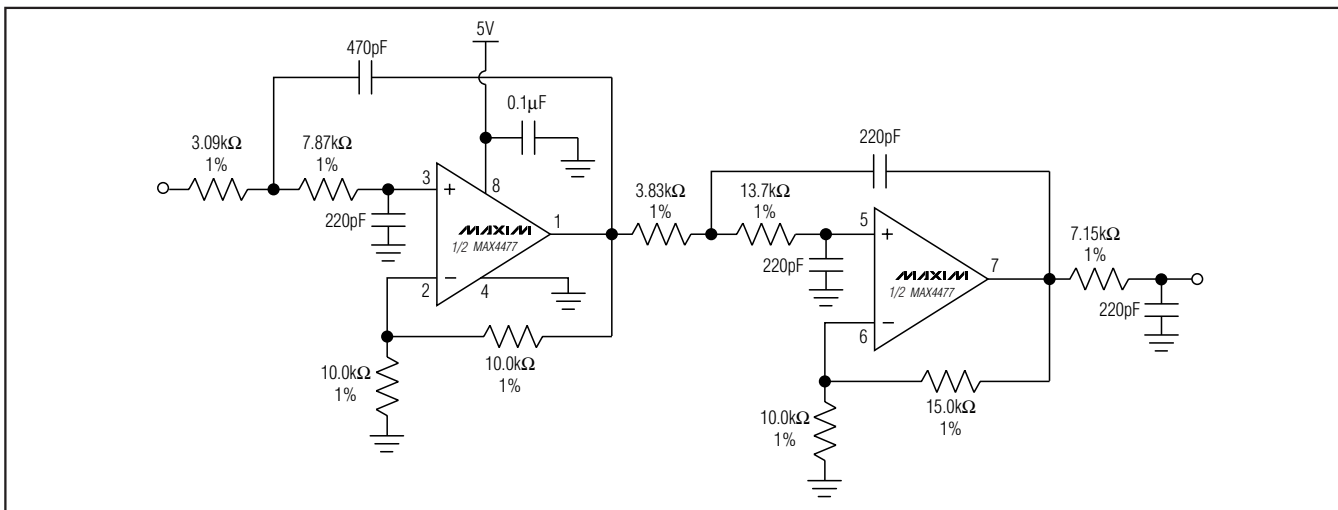 5V
470pF
0.1µF
3.09kΩ
1%
7.87kΩ
1%
3
8
220pF
MAXIM
1/2 MAX4477
1
2
4
10.0kΩ
1%
10.0kΩ
1%
3.83kΩ
1%
13.7kΩ
1%
220pF
220pF
5
MAXIM
1/2 MAX4477
7
6
7.15kΩ
1%
220pF
15.0kΩ
1%
10.0kΩ
1%